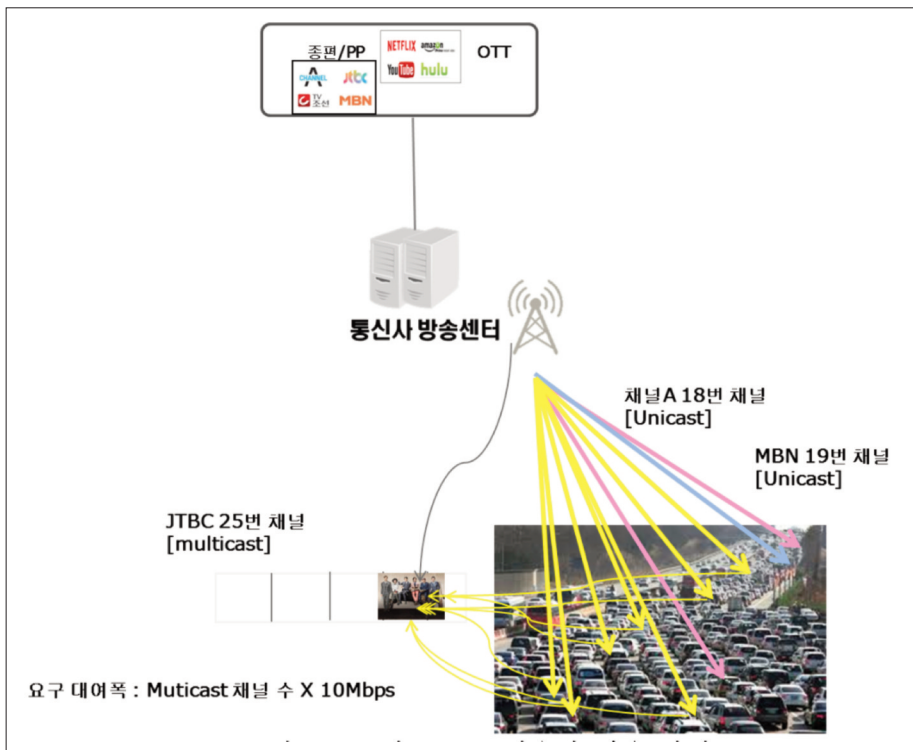 종편/PP
NETFLIX amazon
OTT
YouTube hulu
CHANNEL A jtbc
TV 조선 MBN
통신사 방송센터
채널A 18번 채널
[Unicast]
MBN 19번 채널
[Unicast]
JTBC 25번 채널
[multicast]
요구 대여폭 : Muticast 채널 수 X 10Mbps